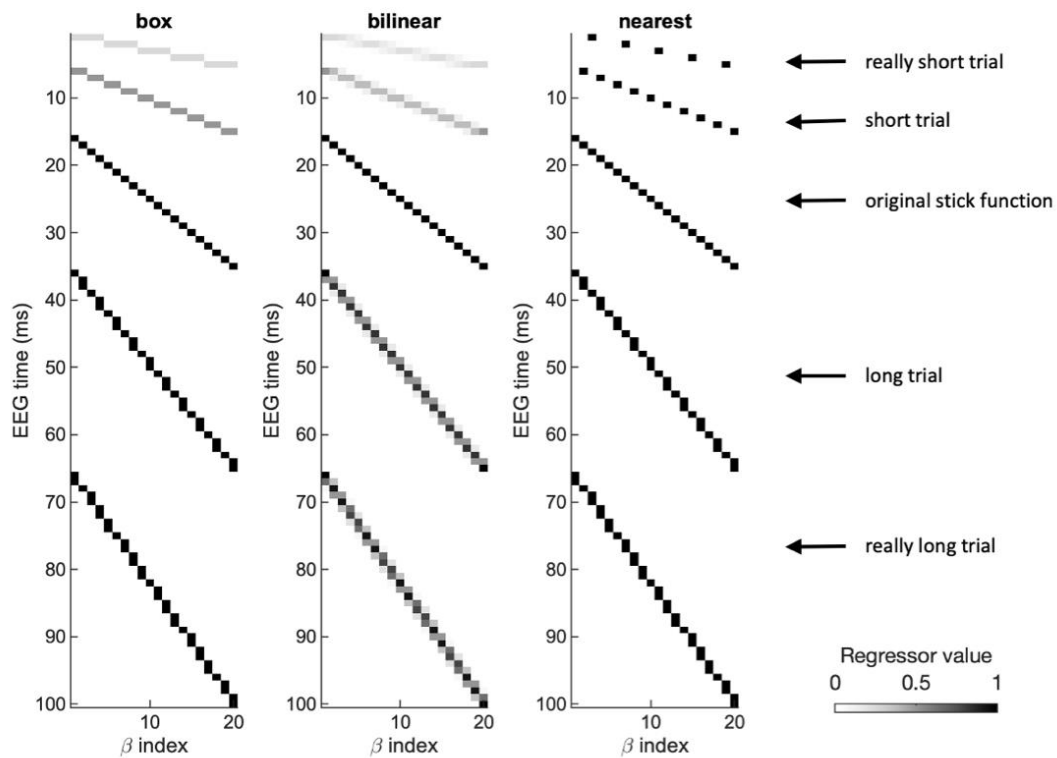 box
bilinear
nearest
really short trial
short trial
original stick function
long trial
really long trial
EEG time (ms)
10
20
30
40
50
60
70
80
90
100
10
20
β index
EEG time (ms)
10
20
30
40
50
60
70
80
90
100
10
20
β index
EEG time (ms)
10
20
30
40
50
60
70
80
90
100
10
20
β index
Regressor value
0 0.5 1